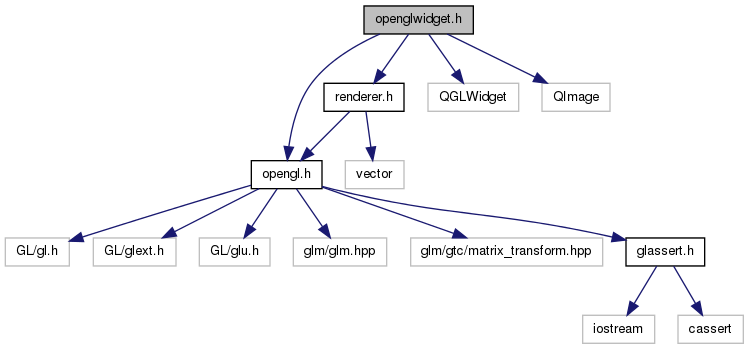 openglwidget.h
renderer.h
QGLWidget
QImage
opengl.h
vector
GL/gl.h
GL/glext.h
GL/glu.h
glm/glm.hpp
glm/gtc/matrix_transform.hpp
glassert.h
iostream
cassert